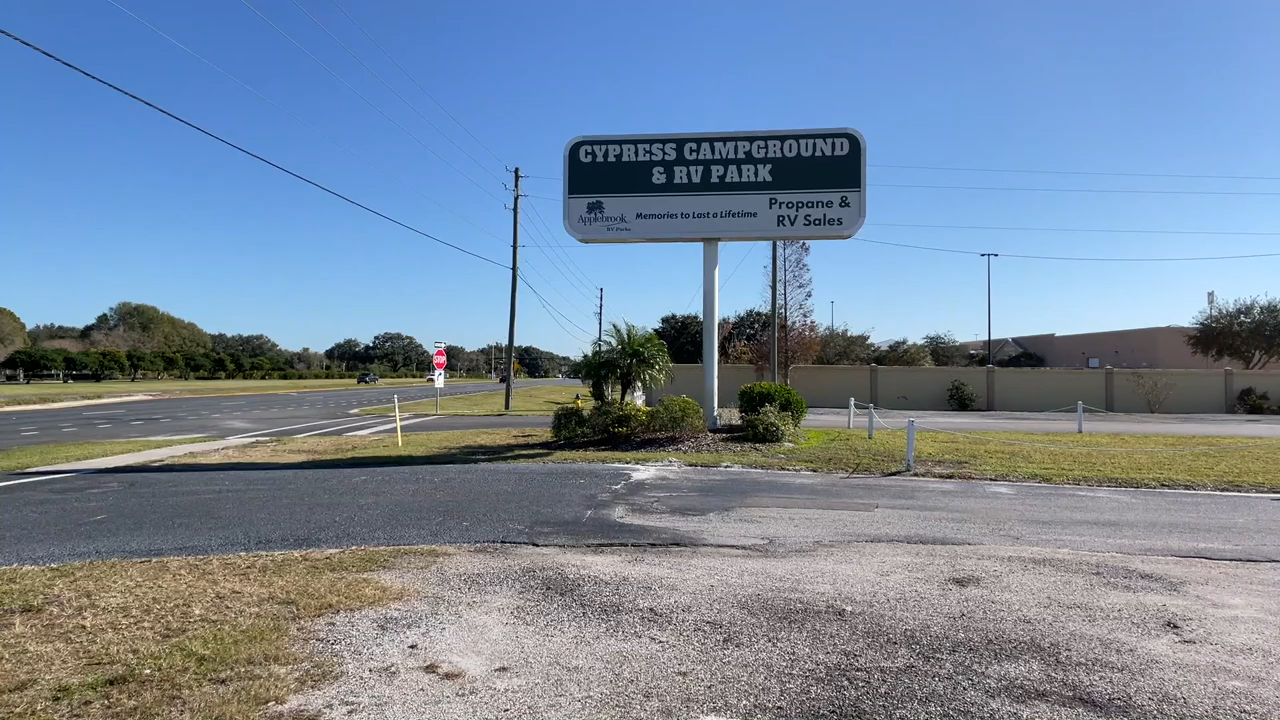 CYPRESS CAMPGROUND
& RV PARK
Applebrook
RV Parks
Memories to Last a Lifetime
Propane &
RV Sales
STOP